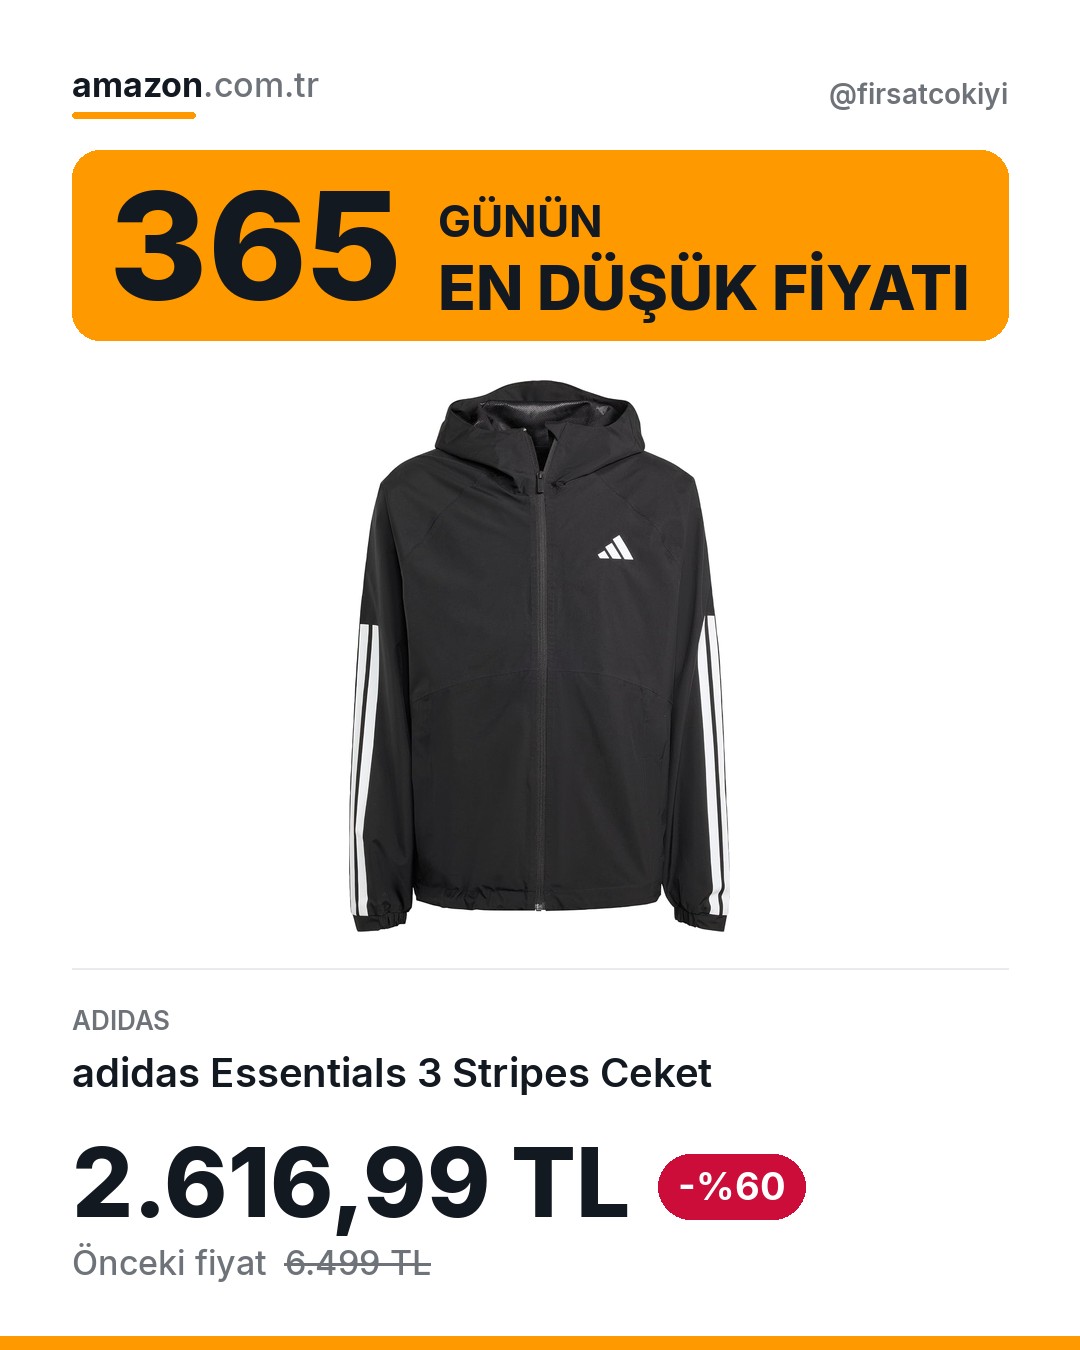 amazon.com.tr
@firsatcokiyi
365
GÜNÜN
EN DÜŞÜK FİYATI
ADIDAS
adidas Essentials 3 Stripes Ceket
2.616,99 TL
-%60
Önceki fiyat 6.499 TL